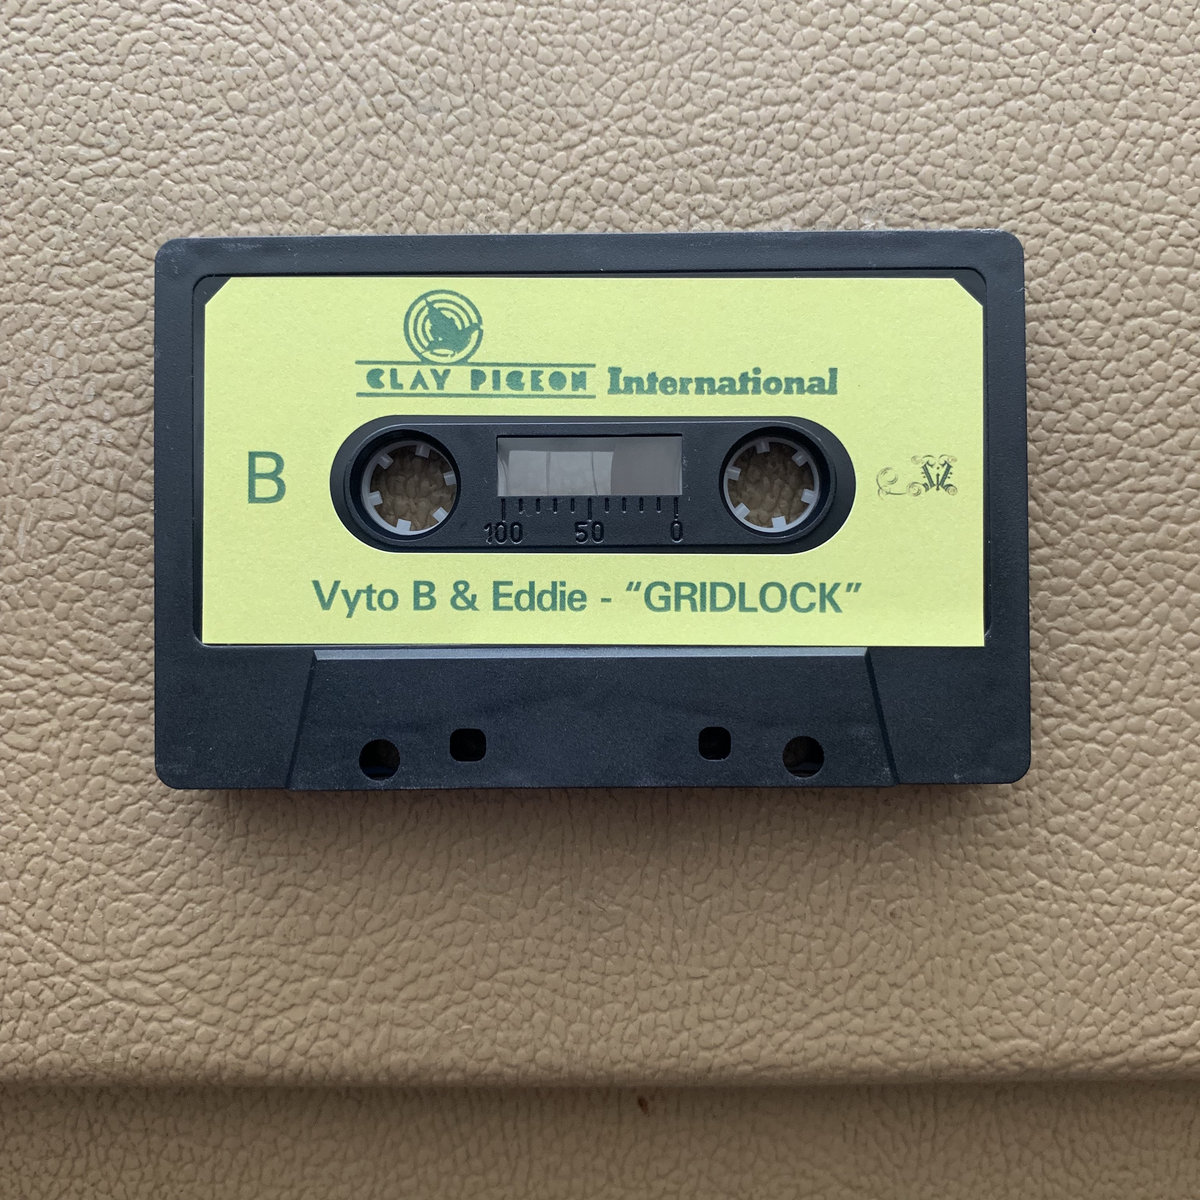 CLAY PIGEON International
B
100 50 0
Vyto B & Eddie - “GRIDLOCK”